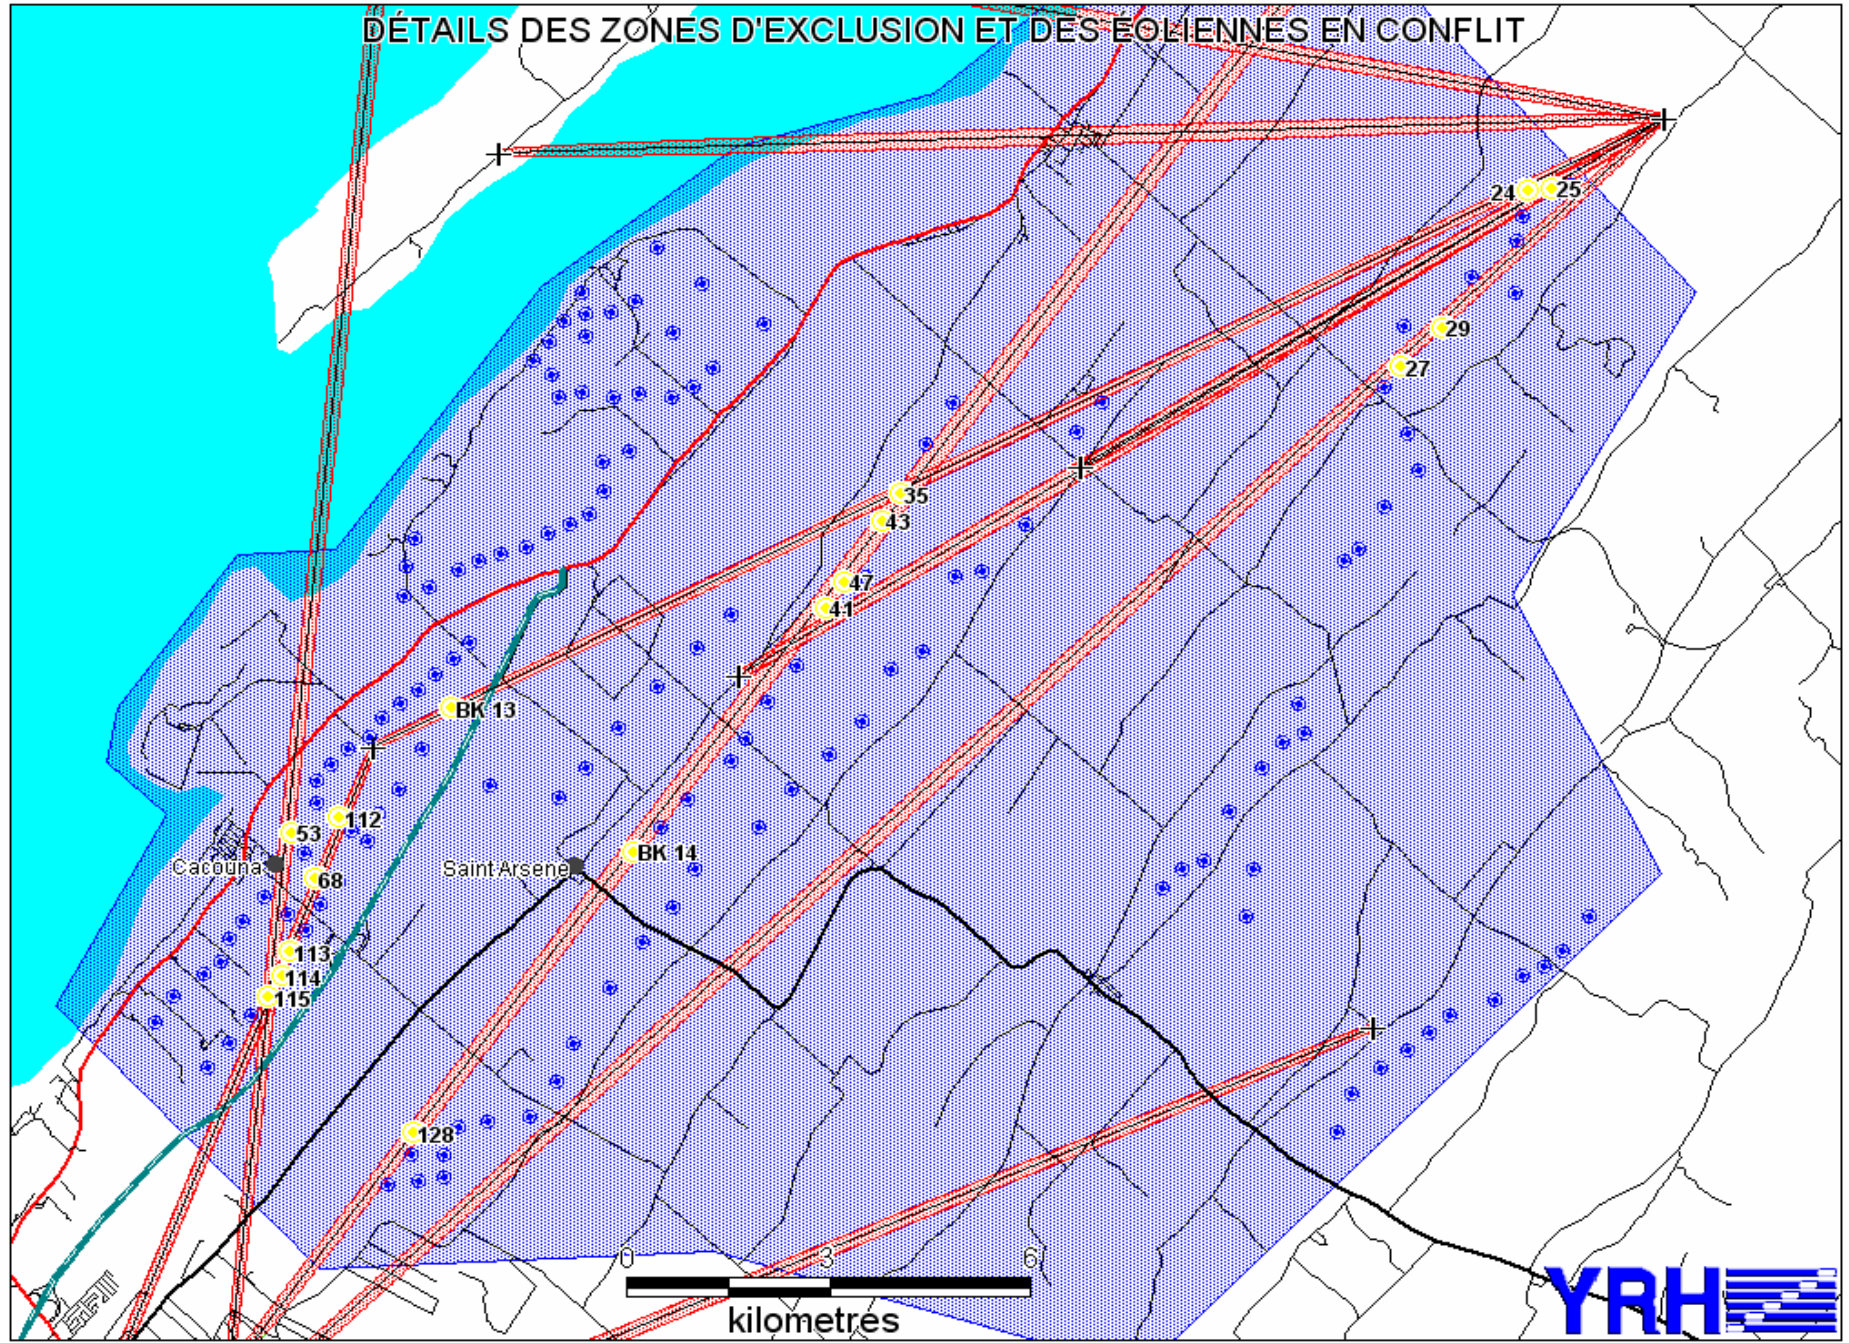 DÉTAILS DES ZONES D'EXCLUSION ET DES ÉOLIENNES EN CONFLIT
24
25
29
27
35
43
47
41
BK 13
112
53
Cacouna
68
Saint Arsene
BK 14
113
114
115
128
0 3 6
kilometres
YRH